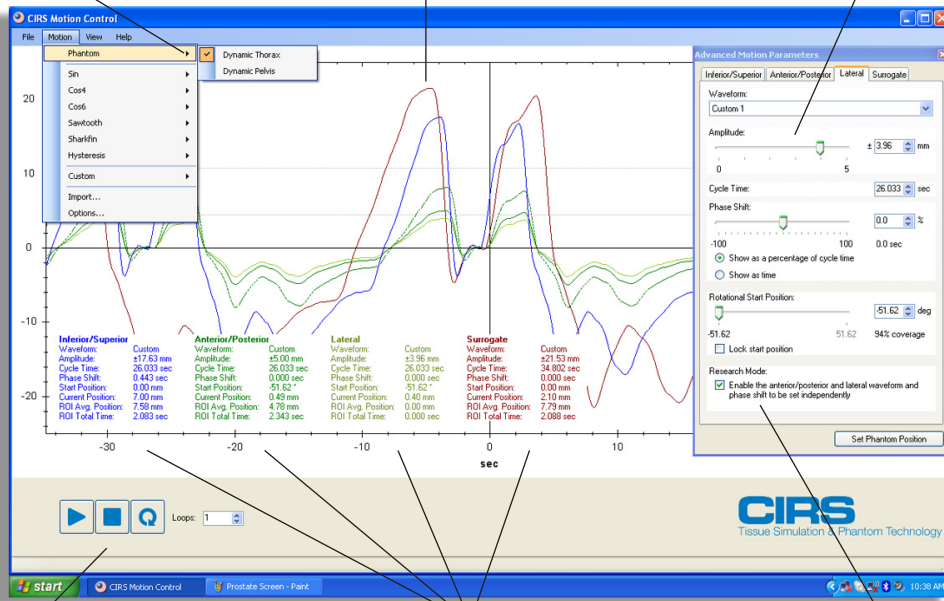 CIRS Motion Control
File Motion View Help
Phantom
Sin
Cos4
Cos6
Sawtooth
Sharkfin
Hysteresis
Custom
Import...
Options...
Dynamic Thorax
Dynamic Pelvis
20
10
0
-10
-20
-30 -20 -10 0 10
sec
Inferior/Superior
Waveform: Custom
Amplitude: ±17.63 mm
Cycle Time: 26.033 sec
Phase Shift: 0.443 sec
Start Position: 0.00 mm
Current Position: 7.00 mm
ROI Avg. Position: 7.58 mm
ROI Total Time: 2.083 sec
Anterior/Posterior
Waveform: Custom
Amplitude: ±5.00 mm
Cycle Time: 26.033 sec
Phase Shift: 0.000 sec
Start Position: -51.62 °
Current Position: 0.49 mm
ROI Avg. Position: 4.78 mm
ROI Total Time: 2.343 sec
Lateral
Waveform: Custom
Amplitude: ±3.96 mm
Cycle Time: 26.033 sec
Phase Shift: 0.000 sec
Start Position: -51.62 °
Current Position: 0.40 mm
ROI Avg. Position: 0.00 mm
ROI Total Time: 0.000 sec
Surrogate
Waveform: Custom
Amplitude: ±21.53 mm
Cycle Time: 34.802 sec
Phase Shift: 0.000 sec
Start Position: 0.00 mm
Current Position: 2.10 mm
ROI Avg. Position: 7.79 mm
ROI Total Time: 2.088 sec
Advanced Motion Parameters
Inferior/Superior Anterior/Posterior Lateral Surrogate
Waveform:
Custom 1
Amplitude:
± 3.96 mm
0 5
Cycle Time: 26.033 sec
Phase Shift:
0.0 %
-100 100 0.0 sec
Show as a percentage of cycle time
Show as time
Rotational Start Position:
-51.62 deg
-51.62 51.62 94% coverage
Lock start position
Research Mode:
Enable the anterior/posterior and lateral waveform and
phase shift to be set independently
Set Phantom Position
Loops: 1
CIRS
Tissue Simulation & Phantom Technology
start CIRS Motion Control Prostate Screen - Paint 10:38 AM